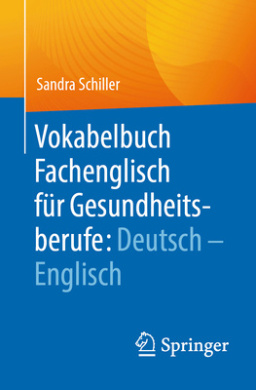 Sandra Schiller
Vokabelbuch
Fachenglisch
für Gesundheits-
berufe: Deutsch –
Englisch
Springer